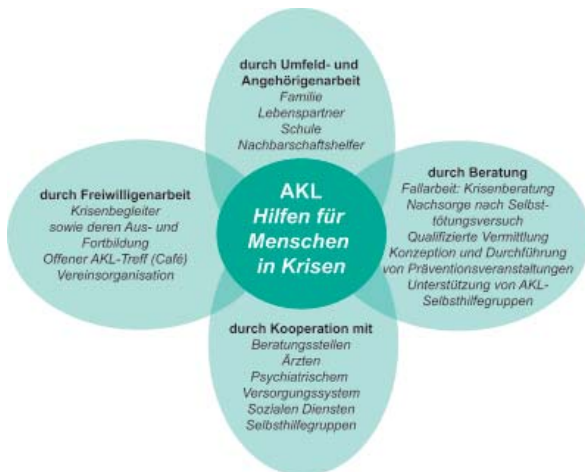 durch Umfeld- und
Angehörigenarbeit
Familie
Lebenspartner
Schule
Nachbarschaftshelfer
durch Freiwilligenarbeit
Krisenbegleiter
sowie deren Aus- und
Fortbildung
Offener AKL-Treff (Café)
Vereinsorganisation
AKL
Hilfen für
Menschen
in Krisen
durch Beratung
Fallarbeit: Krisenberatung
Nachsorge nach Selbst-
tötungsversuch
Qualifizierte Vermittlung
Konzeption und Durchführung
von Präventionsveranstaltungen
Unterstützung von AKL-
Selbsthilfegruppen
durch Kooperation mit
Beratungsstellen
Ärzten
Psychiatrischem
Versorgungssystem
Sozialen Diensten
Selbsthilfegruppen